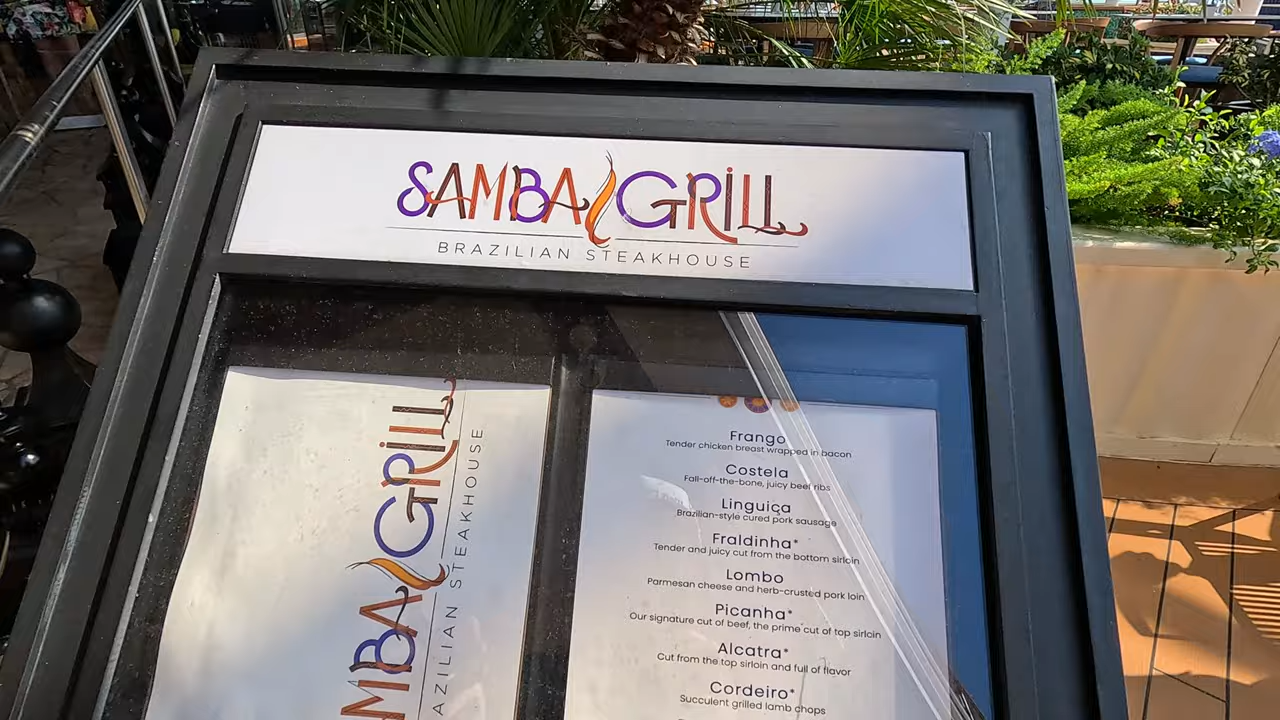 SAMBA GRILL
BRAZILIAN STEAKHOUSE
GRILL
STEAKHOUSE
Frango
Tender chicken breast wrapped in bacon
Costela
Fall-off-the-bone, juicy beef ribs
Linguiça
Brazilian-style cured pork sausage
Fraldinha*
Tender and juicy cut from the bottom sirloin
Lombo
Parmesan cheese and herb-crusted pork loin
Picanha*
Our signature cut of beef, the prime cut of top sirloin
Alcatra*
Cut from the top sirloin and full of flavor
Cordeiro*
Succulent grilled lamb chops